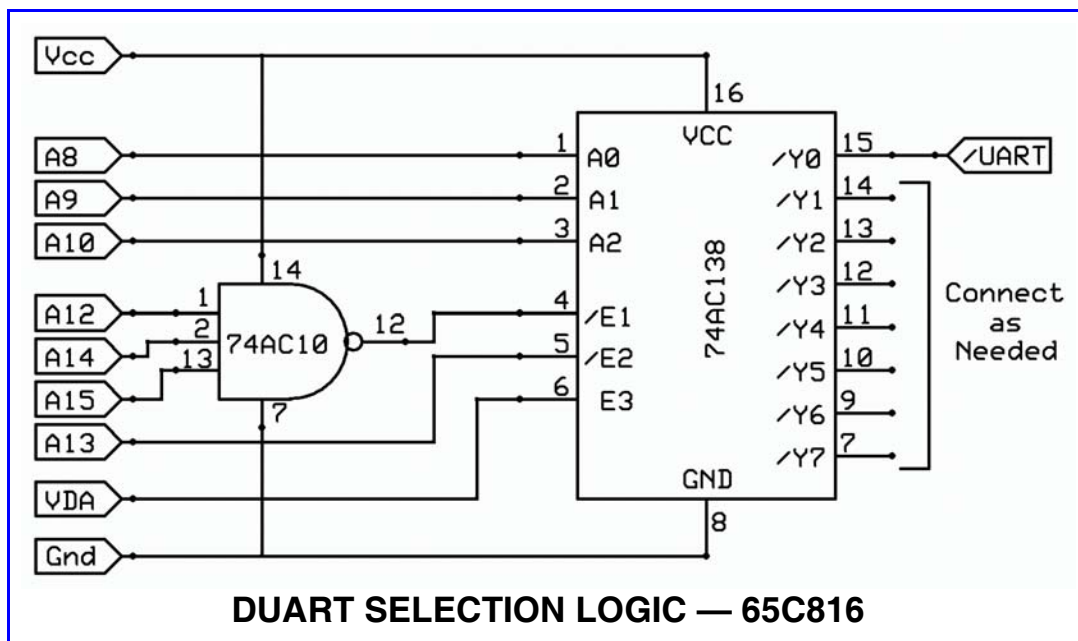 Vcc
16
VCC
A8
1
A0
/Y0
15
/UART
A9
2
A1
/Y1
14
A10
3
A2
/Y2
13
14
/Y3
12
74AC138
Connect
as
Needed
A12
1
74AC10
12
4
/E1
/Y4
11
A14
2
5
/E2
/Y5
10
A15
13
6
E3
/Y6
9
7
A13
/Y7
7
VDA
GND
8
Gnd
DUART SELECTION LOGIC — 65C816